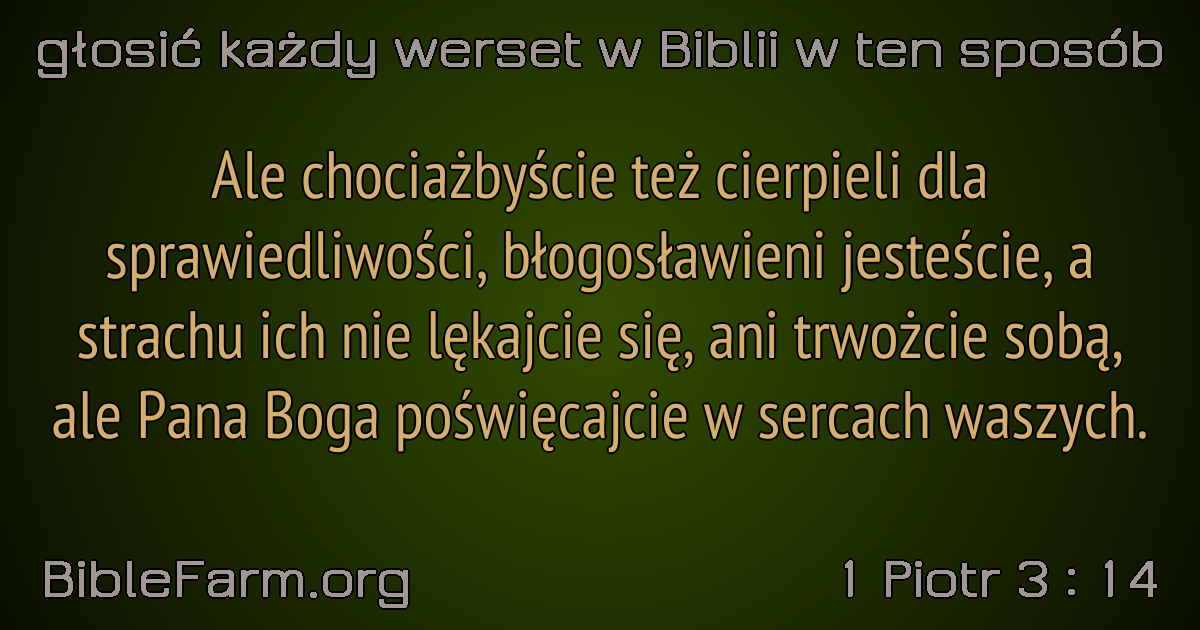 głosić każdy werset w Biblii w ten sposób
Ale chociażbyście też cierpieli dla
sprawiedliwości, błogosławieni jesteście, a
strachu ich nie lękajcie się, ani trwożcie sobą,
ale Pana Boga poświęcajcie w sercach waszych.
BibleFarm.org
1 Piotr 3 : 14